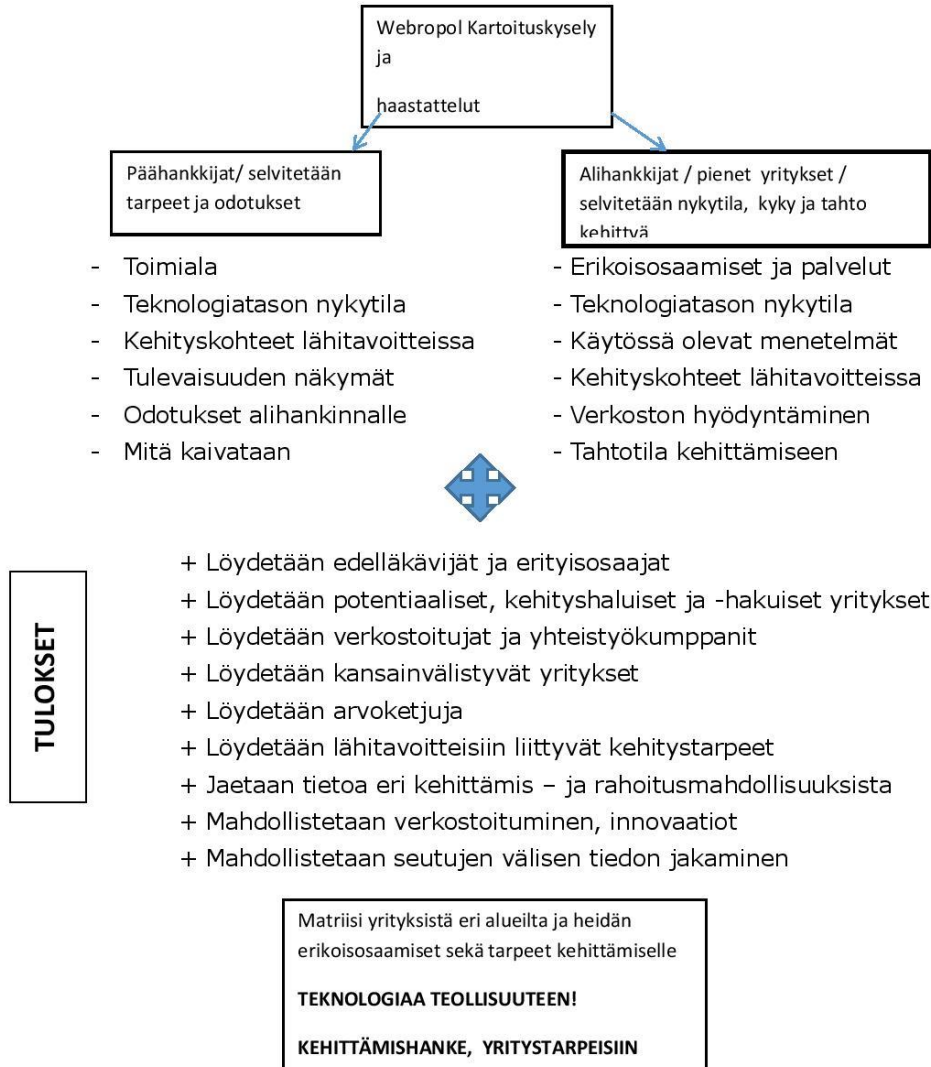 Webropol Kartoituskysely
ja
haastattelut
Päähankkijat/ selvitetään
tarpeet ja odotukset
Alihankkijat / pienet yritykset /
selvitetään nykytila, kyky ja tahto
kehittyä
- Toimiala
- Teknologiatason nykytila
- Kehityskohteet lähitavoitteissa
- Tulevaisuuden näkymät
- Odotukset alihankinnalle
- Mitä kaivataan
- Erikoisosaamiset ja palvelut
- Teknologiatason nykytila
- Käytössä olevat menetelmät
- Kehityskohteet lähitavoitteissa
- Verkoston hyödyntäminen
- Tahtotila kehittämiseen
TULOKSET
+ Löydetään edelläkävijät ja erityisosaajat
+ Löydetään potentiaaliset, kehityshaluiset ja -hakuiset yritykset
+ Löydetään verkostoitujat ja yhteistyökumppanit
+ Löydetään kansainvälistyvät yritykset
+ Löydetään arvoketjuja
+ Löydetään lähitavoitteisiin liittyvät kehitystarpeet
+ Jaetaan tietoa eri kehittämis – ja rahoitusmahdollisuuksista
+ Mahdollistetaan verkostoituminen, innovaatiot
+ Mahdollistetaan seutujen välisen tiedon jakaminen
Matriisi yrityksistä eri alueilta ja heidän
erikoisosaamiset sekä tarpeet kehittämiselle
TEKNOLOGIAA TEOLLISUUTEEN!
KEHITTÄMISHANKE, YRITYSTARPEISIIN